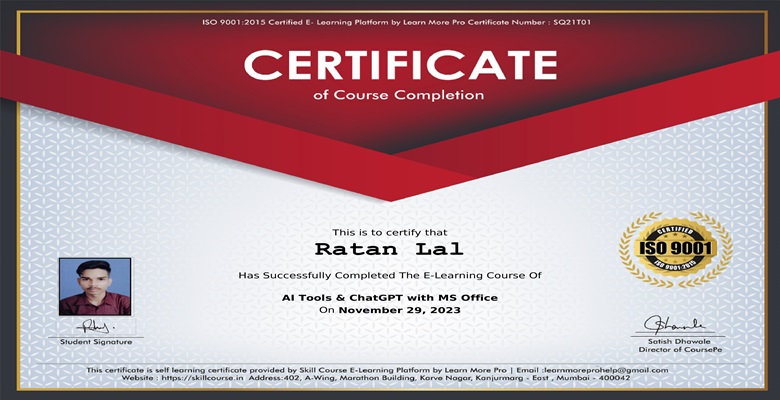 ISO 9001:2015 Certified E- Learning Platform by Learn More Pro Certificate Number : SQ21T01
CERTIFICATE
of Course Completion
This is to certify that
Ratan Lal
Has Successfully Completed The E-Learning Course Of
AI Tools & ChatGPT with MS Office
On November 29, 2023
CERTIFIED
ISO 9001
ISO 9001:2015
Student Signature
Satish Dhawale
Director of CoursePe
This certificate is self learning certificate provided by Skill Course E-Learning Platform by Learn More Pro | Email :learnmoreprohelp@gmail.com
Website : https://skillcourse.in Address:402, A-Wing, Marathon Building, Karve Nagar, Kanjurmarg - East , Mumbai - 400042